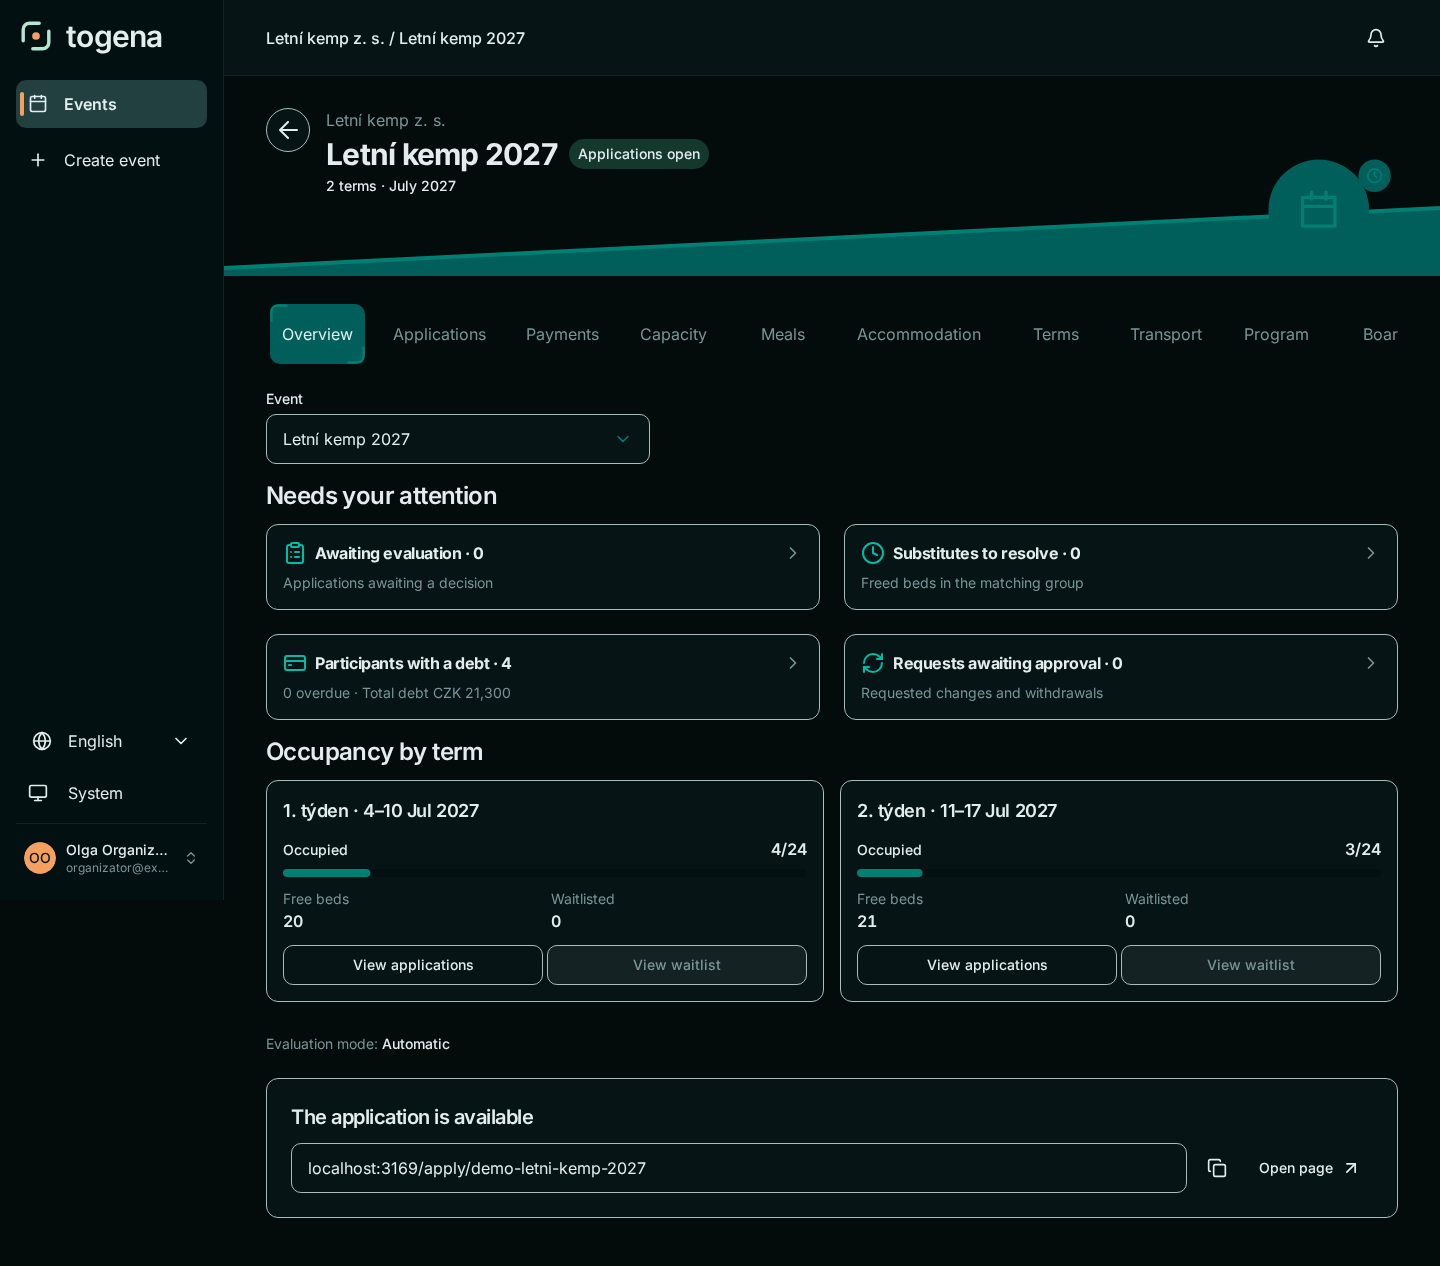 togena
Letní kemp z. s. / Letní kemp 2027
Events
Create event
Letní kemp z. s.
Letní kemp 2027
Applications open
2 terms · July 2027
Overview
Applications
Payments
Capacity
Meals
Accommodation
Terms
Transport
Program
Boar
Event
Letní kemp 2027
Needs your attention
Awaiting evaluation · 0
Applications awaiting a decision
Substitutes to resolve · 0
Freed beds in the matching group
Participants with a debt · 4
0 overdue · Total debt CZK 21,300
Requests awaiting approval · 0
Requested changes and withdrawals
Occupancy by term
1. týden · 4–10 Jul 2027
Occupied
4/24
Free beds
20
Waitlisted
0
View applications
View waitlist
2. týden · 11–17 Jul 2027
Occupied
3/24
Free beds
21
Waitlisted
0
View applications
View waitlist
Evaluation mode: Automatic
The application is available
localhost:3169/apply/demo-letni-kemp-2027
Open page
English
System
OO
Olga Organiz...
organizator@ex...